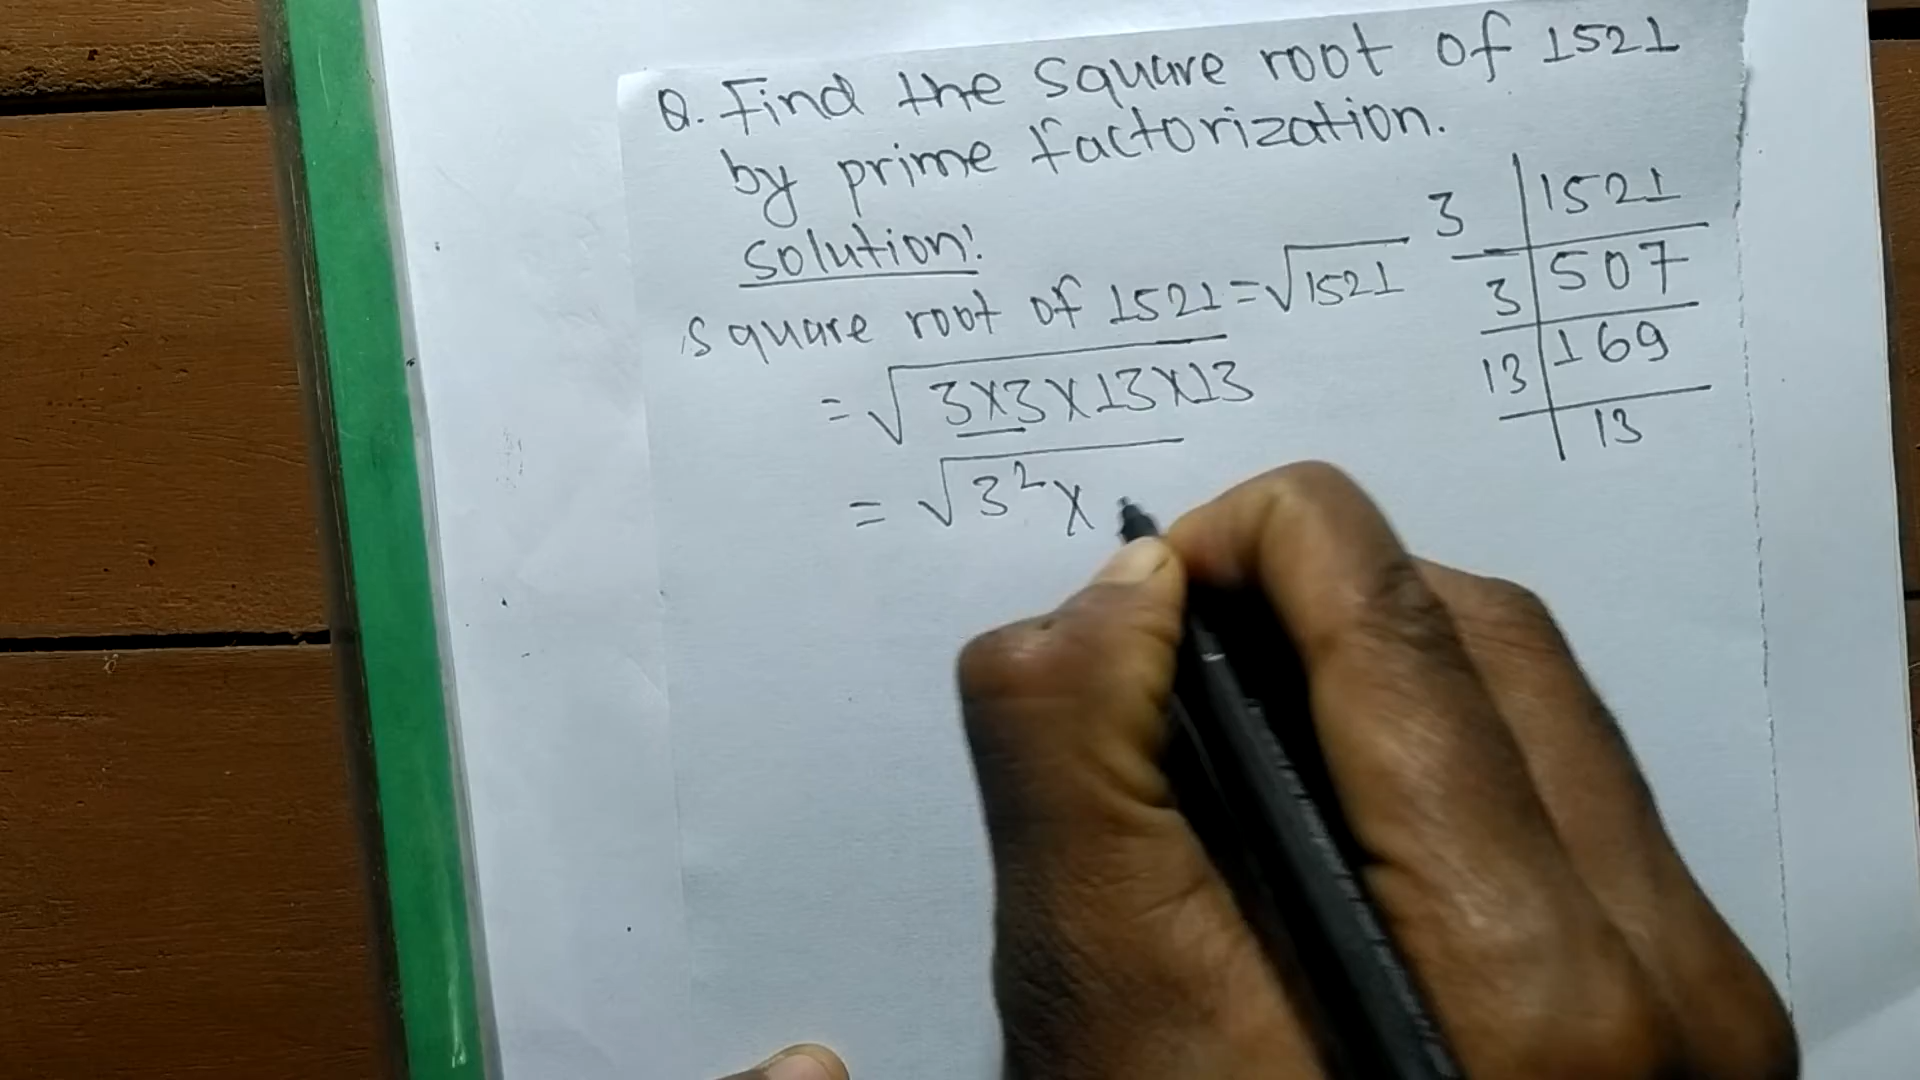 Q. Find the square root of 1521
by prime factorization.
solution:
square root of 1521 = √1521
= √3×3×13×13
= √3²×
3 | 1521
3 | 507
13 | 169
13